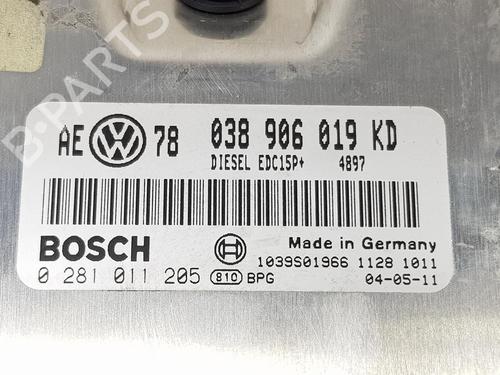 AE VW 78 038 906 019 KD
DIESEL EDC15P+ 4897
BOSCH
Made in Germany
1039S01966 1128 1011
0 281 011 205 810 BPG 04-05-11
B-PARTS